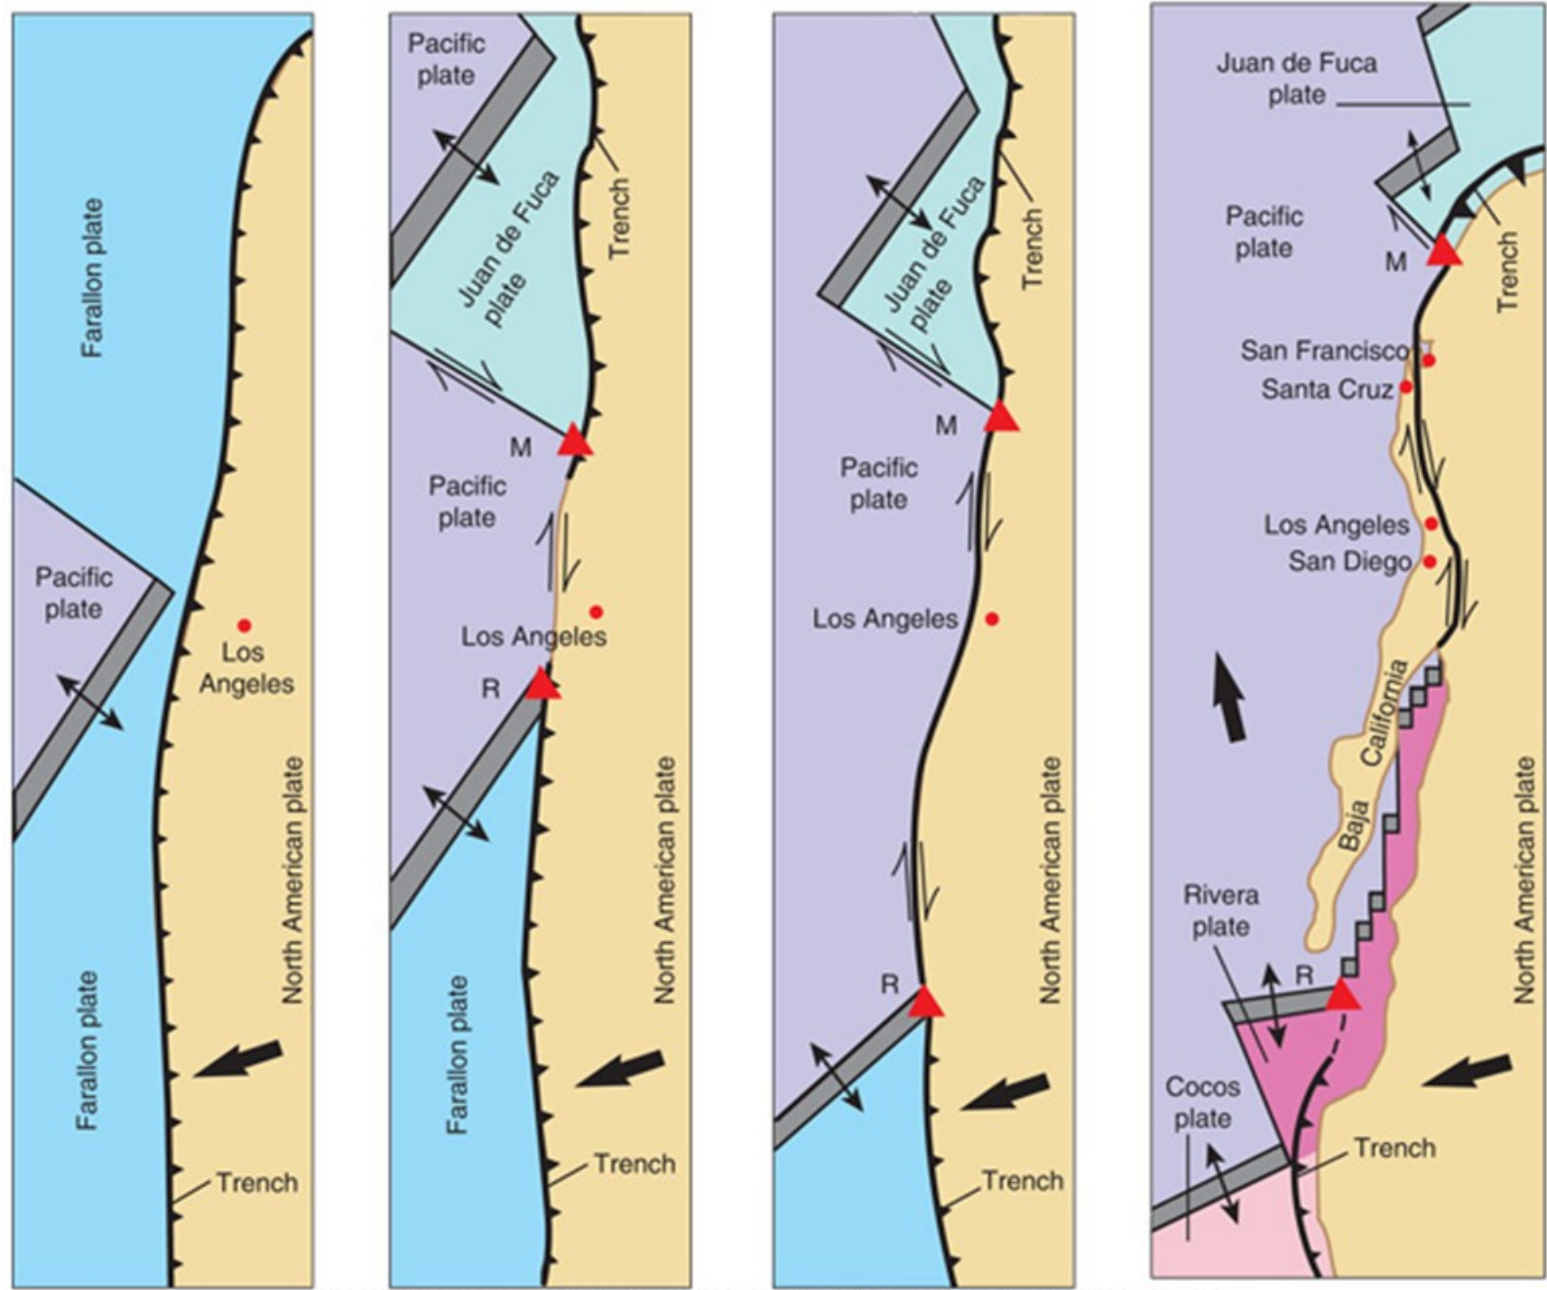 Farallon plate
Pacific
plate
Los
Angeles
North American plate
Farallon plate
Trench
Pacific
plate
Trench
Juan de Fuca
plate
M
Pacific
plate
Los Angeles
R
North American plate
Farallon plate
Trench
Trench
Juan de Fuca
plate
M
Pacific
plate
Los Angeles
North American plate
R
Trench
Juan de Fuca
plate
Pacific
plate
M
Trench
San Francisco
Santa Cruz
Los Angeles
San Diego
Baja California
North American plate
Rivera
plate
R
Cocos
plate
Trench